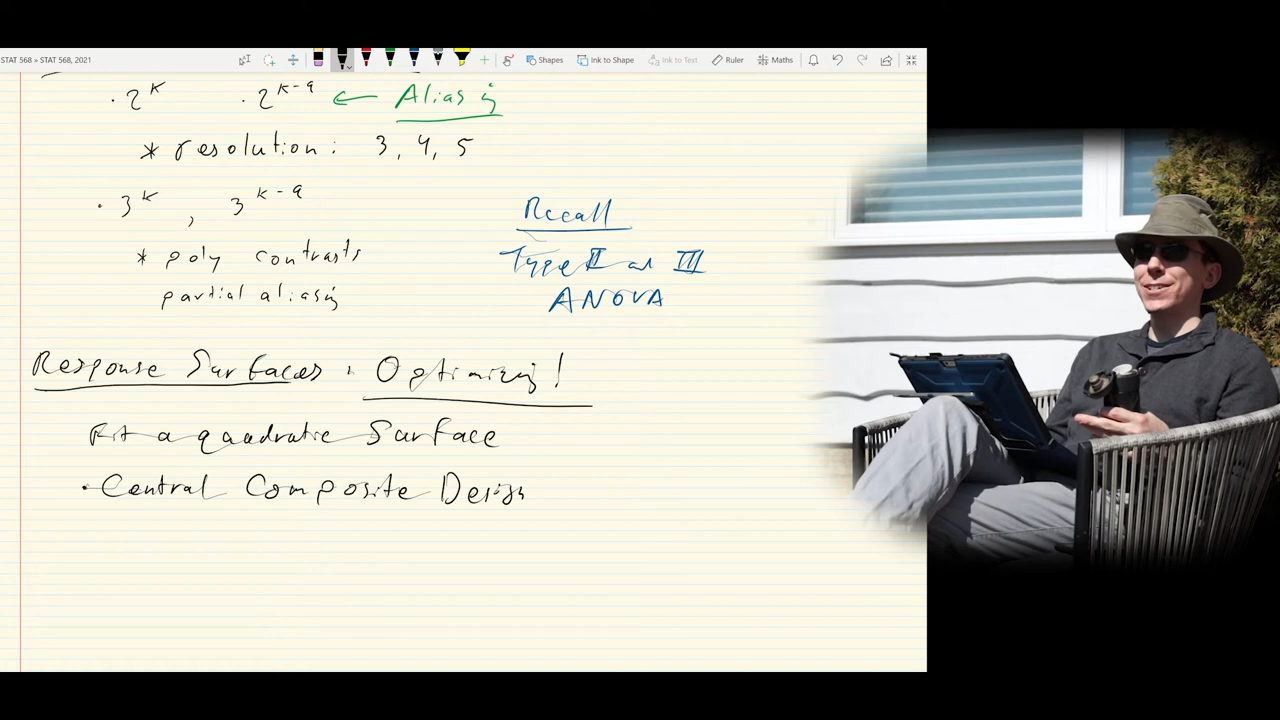 STAT 568 » STAT 568, 2021
Shapes Ink to Shape Ink to Text Ruler Maths
· 2^k · 2^k-q ← Aliasing
* resolution: 3, 4, 5
· 3^k , 3^k-q
* poly contrasts
partial aliasing
Recall
Type II or III
ANOVA
Response Surfaces: Optimizing!
Fit a quadratic Surface
· Central Composite Design